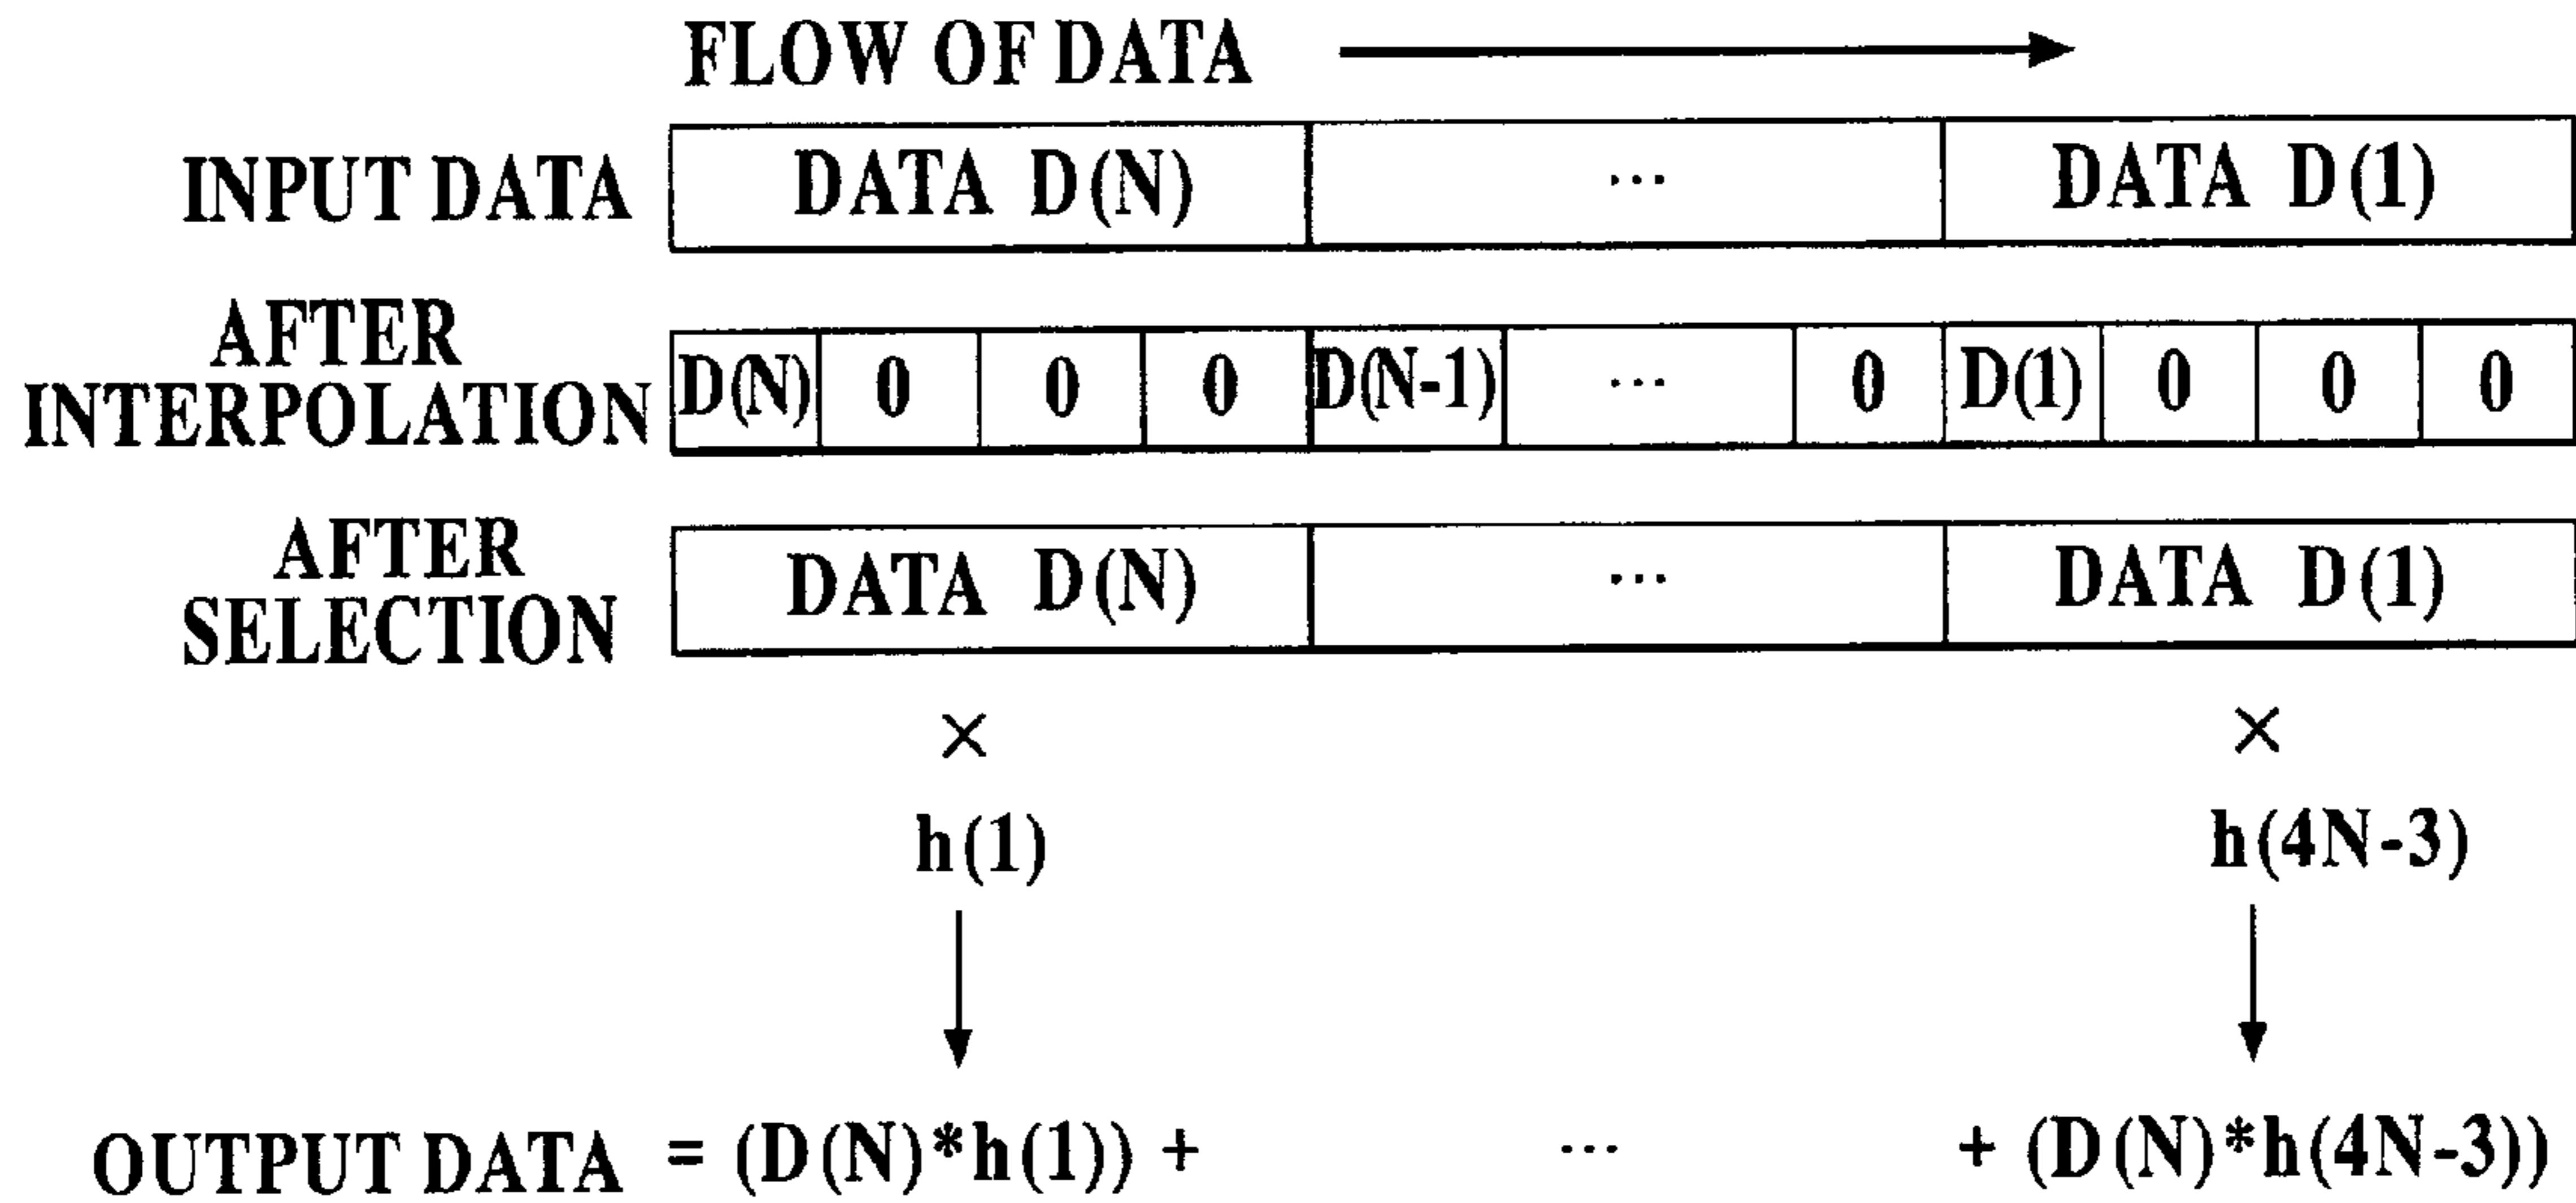 FLOW OF DATA
INPUT DATA DATA D(N) ... DATA D(1)
AFTER
INTERPOLATION D(N) 0 0 0 D(N-1) ... 0 D(1) 0 0 0
AFTER
SELECTION DATA D(N) ... DATA D(1)
× ×
h(1) h(4N-3)
OUTPUT DATA = (D(N)*h(1)) + ... + (D(N)*h(4N-3))